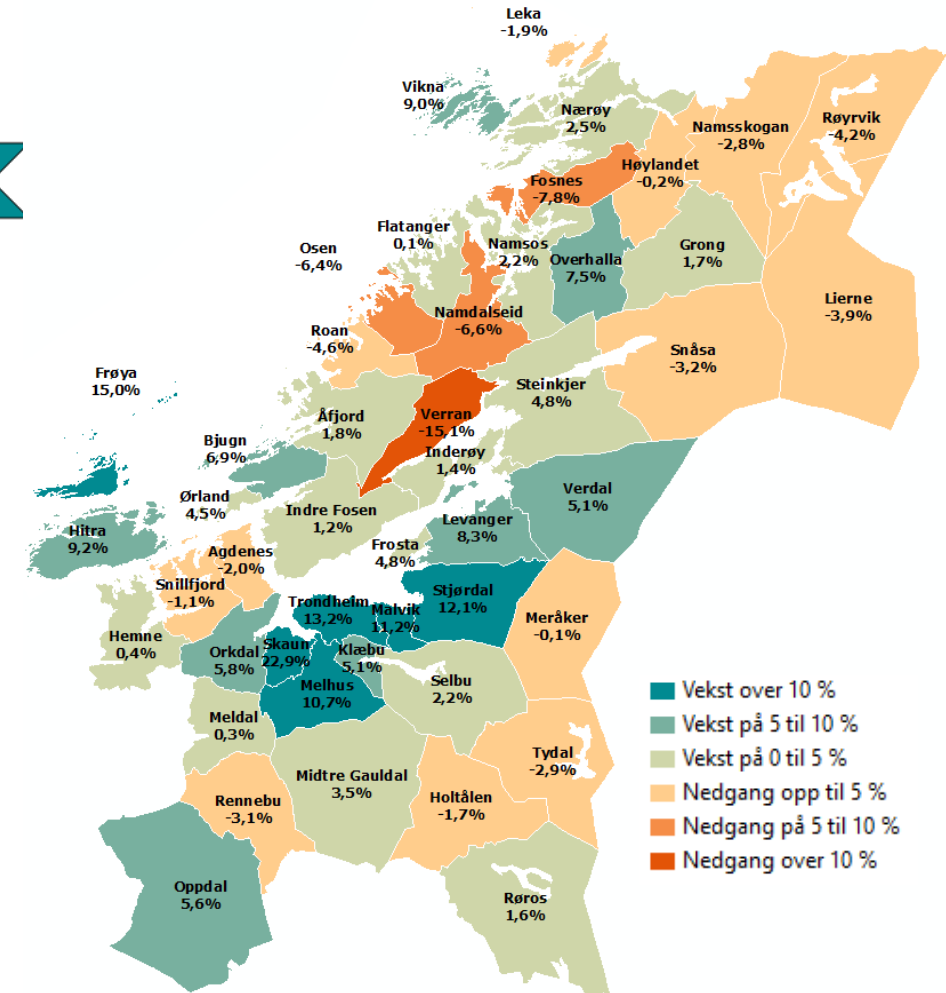 Leka
-1,9%
Vikna
9,0%
Nærøy
2,5%
Namsskogan
-2,8%
Røyrvik
-4,2%
Høylandet
-0,2%
Fosnes
-7,8%
Flatanger
0,1%
Namsos
2,2%
Overhalla
7,5%
Grong
1,7%
Osen
-6,4%
Lierne
-3,9%
Namdalseid
-6,6%
Roan
-4,6%
Snåsa
-3,2%
Frøya
15,0%
Steinkjer
4,8%
Åfjord
1,8%
Verran
-15,1%
Bjugn
6,9%
Inderøy
1,4%
Ørland
4,5%
Verdal
5,1%
Indre Fosen
1,2%
Levanger
8,3%
Hitra
9,2%
Frosta
4,8%
Agdenes
-2,0%
Snillfjord
-1,1%
Stjørdal
12,1%
Trondheim
13,2%
Malvik
11,2%
Meråker
-0,1%
Hemne
0,4%
Orkdal
5,8%
Skaun
22,9%
Klæbu
5,1%
Selbu
2,2%
Melhus
10,7%
Meldal
0,3%
Tydal
-2,9%
Midtre Gauldal
3,5%
Holtålen
-1,7%
Rennebu
-3,1%
Oppdal
5,6%
Røros
1,6%
Vekst over 10 %
Vekst på 5 til 10 %
Vekst på 0 til 5 %
Nedgang opp til 5 %
Nedgang på 5 til 10 %
Nedgang over 10 %